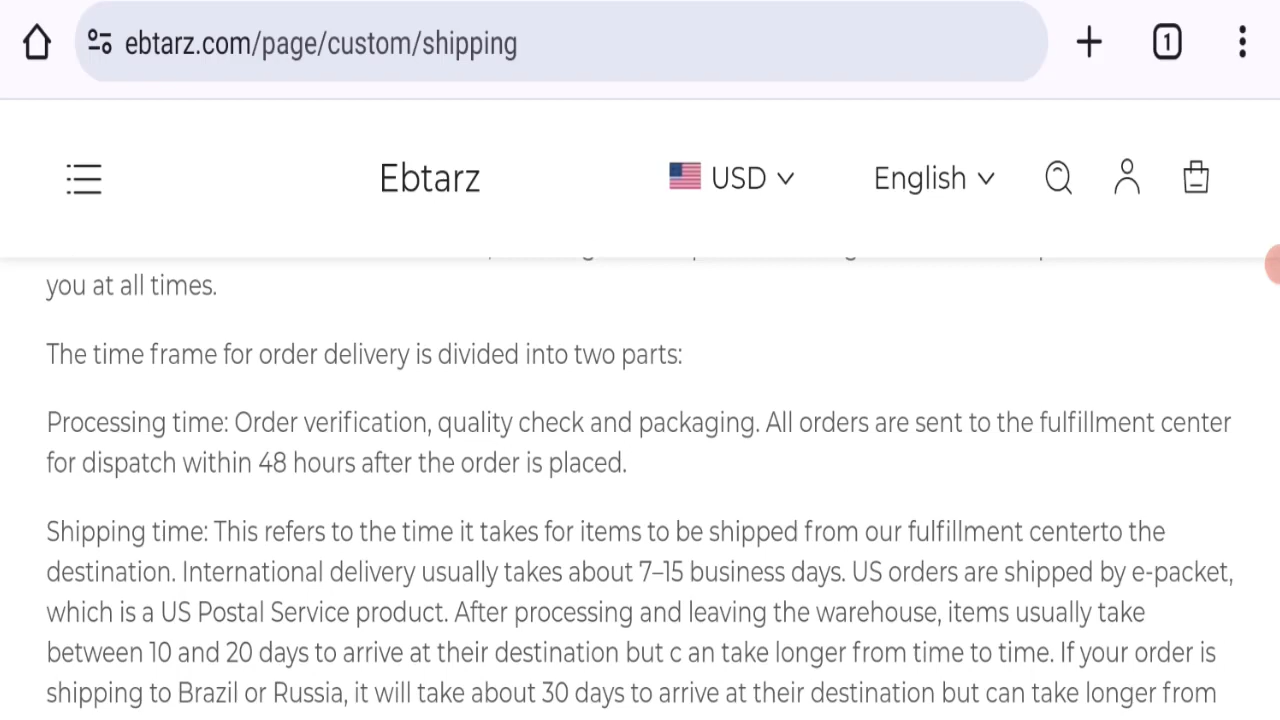 ebtarz.com/page/custom/shipping
1
Ebtarz
USD
English
you at all times.
The time frame for order delivery is divided into two parts:
Processing time: Order verification, quality check and packaging. All orders are sent to the fulfillment center
for dispatch within 48 hours after the order is placed.
Shipping time: This refers to the time it takes for items to be shipped from our fulfillment centerto the
destination. International delivery usually takes about 7–15 business days. US orders are shipped by e-packet,
which is a US Postal Service product. After processing and leaving the warehouse, items usually take
between 10 and 20 days to arrive at their destination but c an take longer from time to time. If your order is
shipping to Brazil or Russia, it will take about 30 days to arrive at their destination but can take longer from